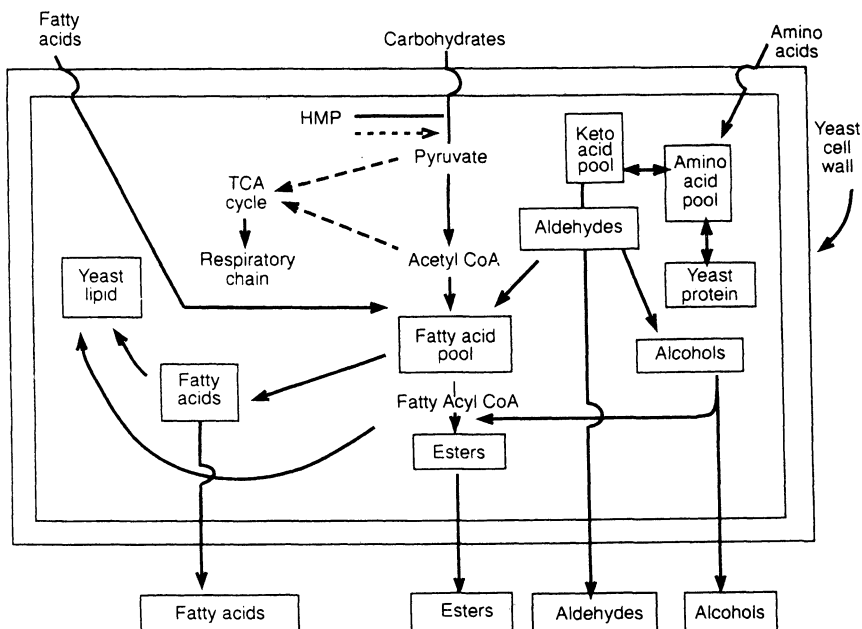 Fatty
acids
Carbohydrates
Amino
acids
Yeast
cell
wall
HMP
Pyruvate
Keto
acid
pool
Amino
acid
pool
TCA
cycle
Aldehydes
Respiratory
chain
Acetyl CoA
Yeast
lipid
Yeast
protein
Fatty acid
pool
Alcohols
Fatty
acids
Fatty Acyl CoA
Esters
Fatty acids
Esters
Aldehydes
Alcohols